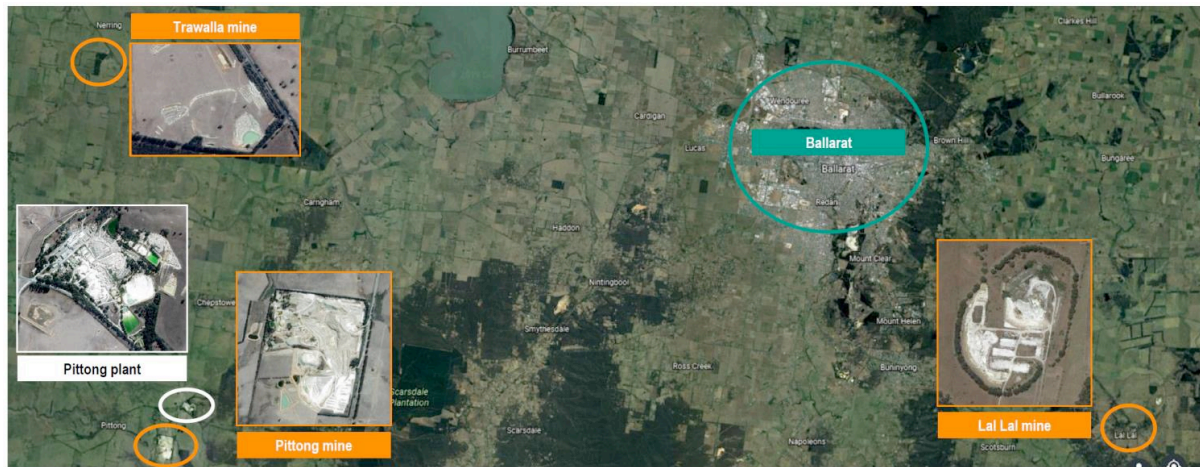 Nerring
Trawalla mine
Burrumbeet
Clarkes Hill
Wendouree
Bullarook
Cardigan
Lucas
Ballarat
Brown Hill
Bungaree
Ballarat
Redan
Carngham
Haddon
Mount Clear
Chepstowe
Nintingbool
Smythesdale
Mount Helen
Pittong plant
Ross Creek
Buninyong
Scarsdale
Plantation
Pittong
Pittong mine
Scarsdale
Napoleons
Lal Lal mine
Lal Lal
Scotsburn